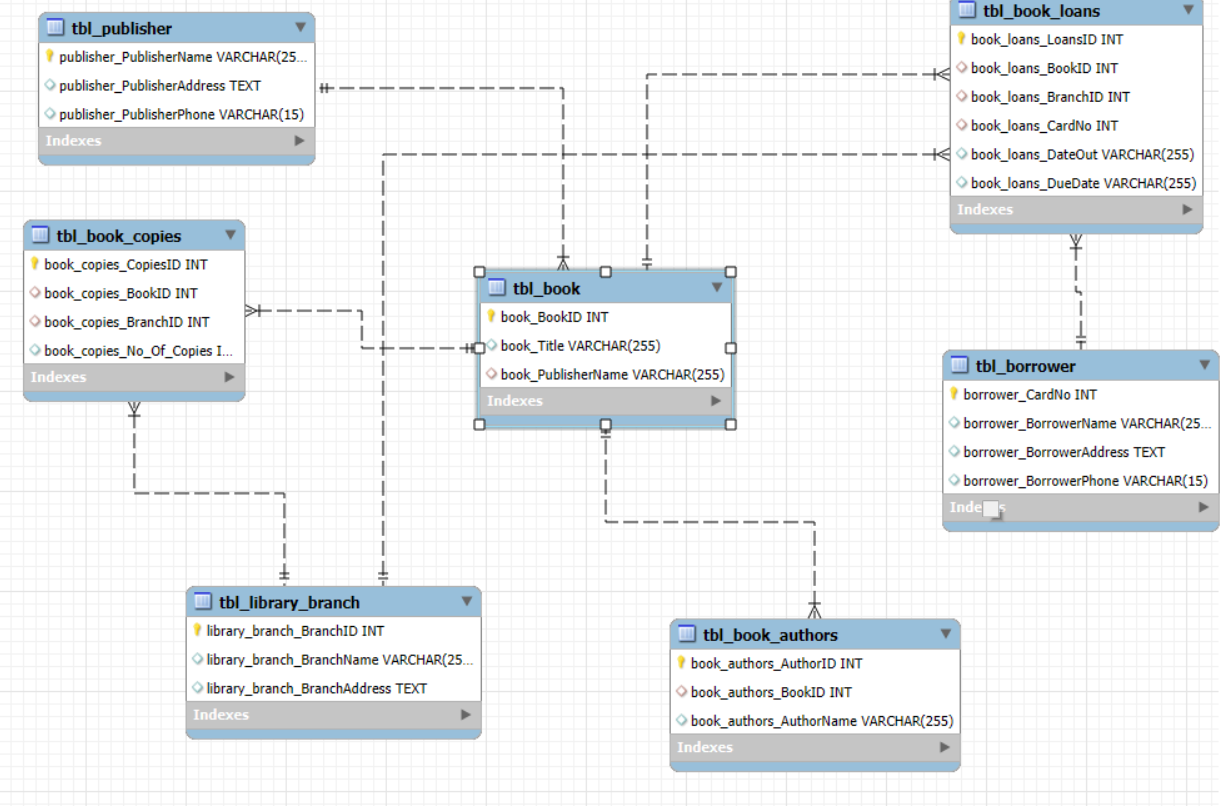 tbl_publisher
publisher_PublisherName VARCHAR(25...
publisher_PublisherAddress TEXT
publisher_PublisherPhone VARCHAR(15)
Indexes
tbl_book_loans
book_loans_LoansID INT
book_loans_BookID INT
book_loans_BranchID INT
book_loans_CardNo INT
book_loans_DateOut VARCHAR(255)
book_loans_DueDate VARCHAR(255)
Indexes
tbl_book_copies
book_copies_CopiesID INT
book_copies_BookID INT
book_copies_BranchID INT
book_copies_No_Of_Copies I...
Indexes
tbl_book
book_BookID INT
book_Title VARCHAR(255)
book_PublisherName VARCHAR(255)
Indexes
tbl_borrower
borrower_CardNo INT
borrower_BorrowerName VARCHAR(25...
borrower_BorrowerAddress TEXT
borrower_BorrowerPhone VARCHAR(15)
Indexes
tbl_library_branch
library_branch_BranchID INT
library_branch_BranchName VARCHAR(25...
library_branch_BranchAddress TEXT
Indexes
tbl_book_authors
book_authors_AuthorID INT
book_authors_BookID INT
book_authors_AuthorName VARCHAR(255)
Indexes